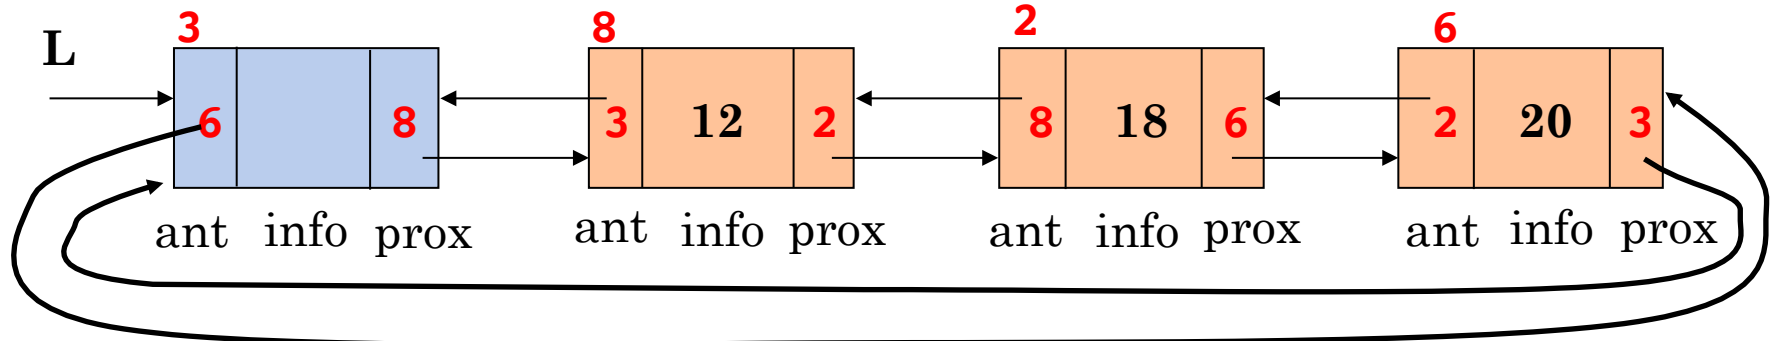 3 8 2 6
L
6 8 3 12 2 8 18 6 2 20 3
ant info prox ant info prox ant info prox ant info prox